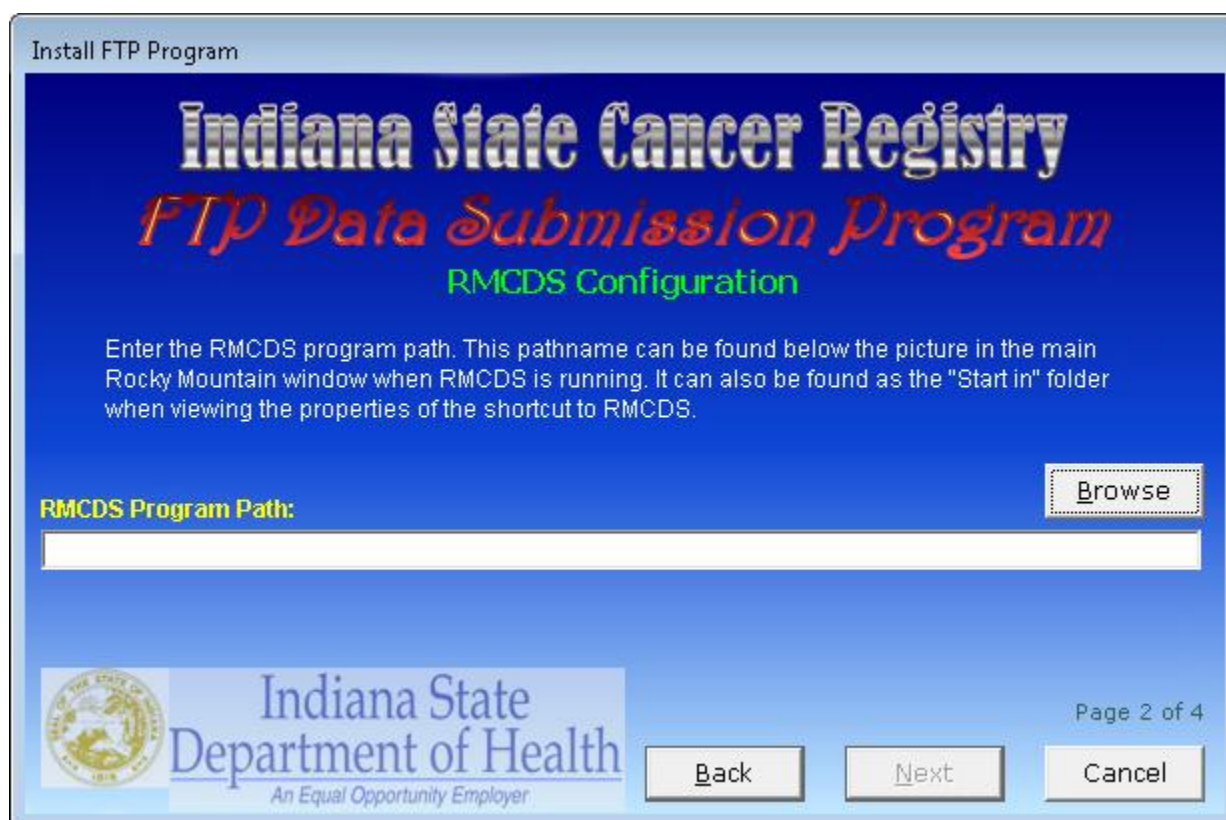 Install FTP Program
Indiana State Cancer Registry
FTP Data Submission Program
RMCDS Configuration
Enter the RMCDS program path. This pathname can be found below the picture in the main
Rocky Mountain window when RMCDS is running. It can also be found as the "Start in" folder
when viewing the properties of the shortcut to RMCDS.
Browse
RMCDS Program Path:
Indiana State
Department of Health
An Equal Opportunity Employer
Page 2 of 4
Back
Next
Cancel